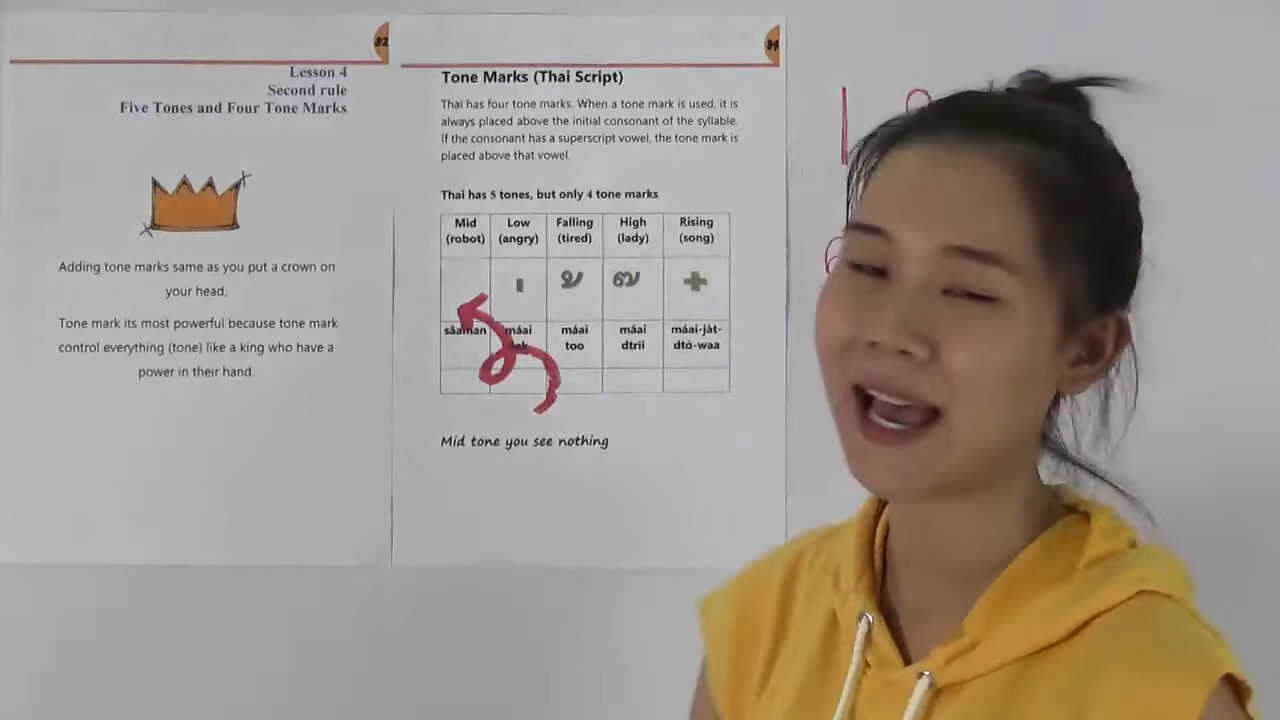 32
Lesson 4
Second rule
Five Tones and Four Tone Marks
Adding tone marks same as you put a crown on
your head.
Tone mark its most powerful because tone mark
control everything (tone) like a king who have a
power in their hand.
34
Tone Marks (Thai Script)
Thai has four tone marks. When a tone mark is used, it is
always placed above the initial consonant of the syllable.
If the consonant has a superscript vowel, the tone mark is
placed above that vowel.
Thai has 5 tones, but only 4 tone marks
Mid Low Falling High Rising
(robot) (angry) (tired) (lady) (song)
่ ้ ๊ ๋
sǎaman máai máai máai máai-jàt-
too dtrii dtà-waa
Mid tone you see nothing